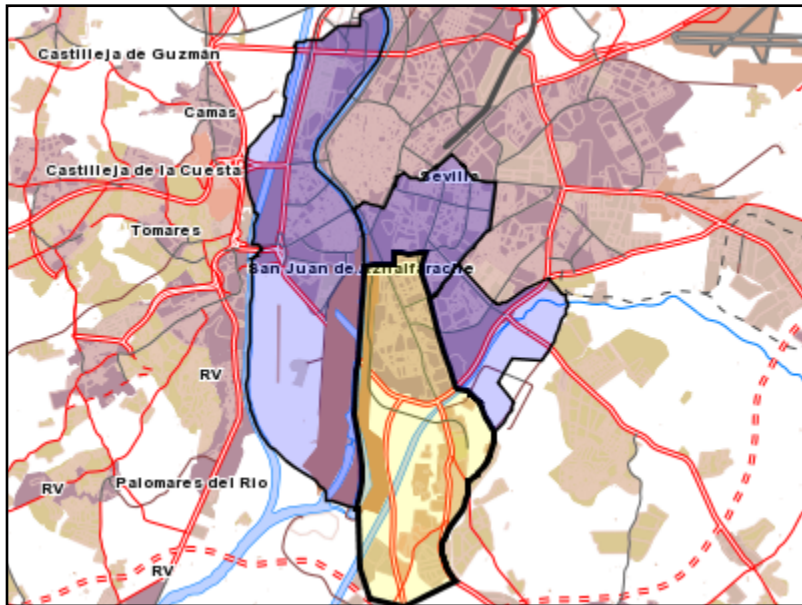 Castilleja de Guzmán
Camas
Castilleja de la Cuesta
Sevilla
Tomares
San Juan de Aznalfarache
RV
Palomares del Rio
RV
RV